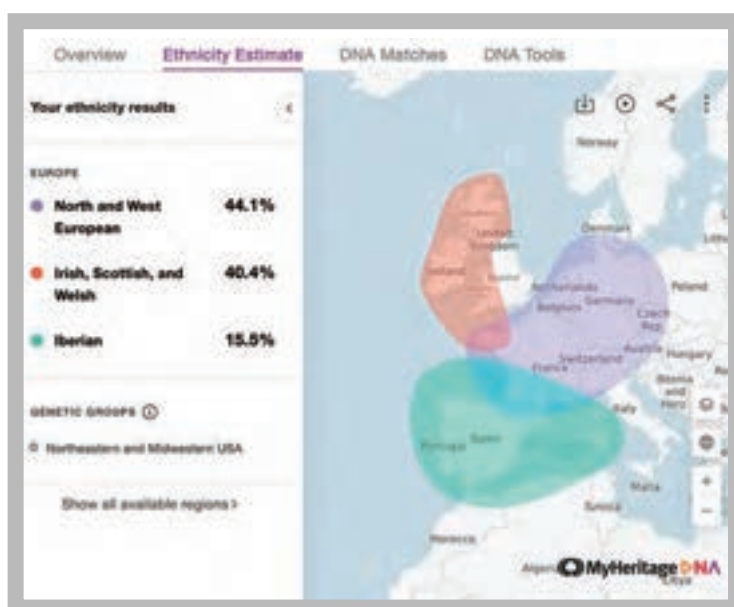 Overview Ethnicity Estimate DNA Matches DNA Tools
Your ethnicity results
EUROPE
North and West
European
44.1%
Irish, Scottish, and
Welsh
40.4%
Iberian
15.5%
GENETIC GROUPS
Northeastern and Midwestern USA
Show all available regions >
Norway
Denmark
United
Kingdom
Ireland
Netherlands
Belgium
Germany
Poland
Czech
Rep.
France
Switzerland
Austria
Hungary
Bosnia
and
Herz
Italy
Portugal
Spain
Malta
Tunisia
Morocco
Libya
MyHeritage DNA